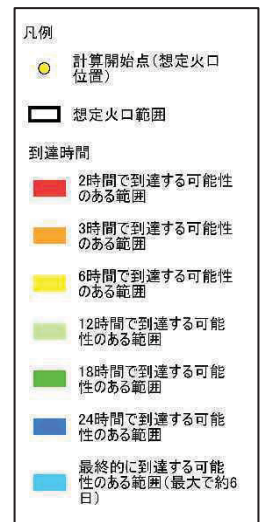 凡例
計算開始点(想定火口
位置)
想定火口範囲
到達時間
2時間で到達する可能性
のある範囲
3時間で到達する可能性
のある範囲
6時間で到達する可能性
のある範囲
12時間で到達する可能
性のある範囲
18時間で到達する可能
性のある範囲
24時間で到達する可能
性のある範囲
最終的に到達する可能
性のある範囲(最大で約6
日)